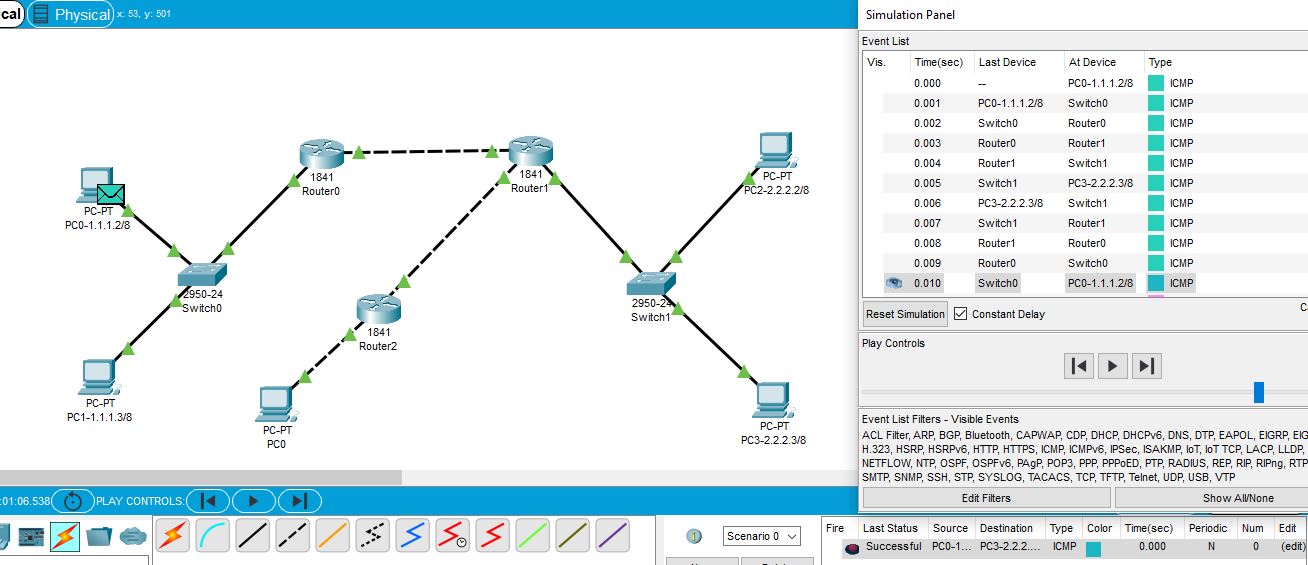 cal
Physical
x: 53, y: 501
PC-PT
PC0-1.1.1.2/8
1841
Router0
1841
Router1
PC-PT
PC2-2.2.2.2/8
2950-24
Switch0
2950-24
Switch1
1841
Router2
PC-PT
PC1-1.1.1.3/8
PC-PT
PC0
PC-PT
PC3-2.2.2.3/8
:01:06.538
PLAY CONTROLS:
Scenario 0
Simulation Panel
Event List
Vis. Time(sec) Last Device At Device Type
0.000 -- PC0-1.1.1.2/8 ICMP
0.001 PC0-1.1.1.2/8 Switch0 ICMP
0.002 Switch0 Router0 ICMP
0.003 Router0 Router1 ICMP
0.004 Router1 Switch1 ICMP
0.005 Switch1 PC3-2.2.2.3/8 ICMP
0.006 PC3-2.2.2.3/8 Switch1 ICMP
0.007 Switch1 Router1 ICMP
0.008 Router1 Router0 ICMP
0.009 Router0 Switch0 ICMP
0.010 Switch0 PC0-1.1.1.2/8 ICMP
Reset Simulation Constant Delay
Play Controls
Event List Filters - Visible Events
ACL Filter, ARP, BGP, Bluetooth, CAPWAP, CDP, DHCP, DHCPv6, DNS, DTP, EAPOL, EIGRP, EIG
H.323, HSRP, HSRPv6, HTTP, HTTPS, ICMP, ICMPv6, IPSec, ISAKMP, IoT, IoT TCP, LACP, LLDP,
NETFLOW, NTP, OSPF, OSPFv6, PAgP, POP3, PPP, PPPoED, PTP, RADIUS, REP, RIP, RIPng, RTP
SMTP, SNMP, SSH, STP, SYSLOG, TACACS, TCP, TFTP, Telnet, UDP, USB, VTP
Edit Filters Show All/None
Fire Last Status Source Destination Type Color Time(sec) Periodic Num Edit
Successful PC0-1... PC3-2.2.2.... ICMP 0.000 N 0 (edit)